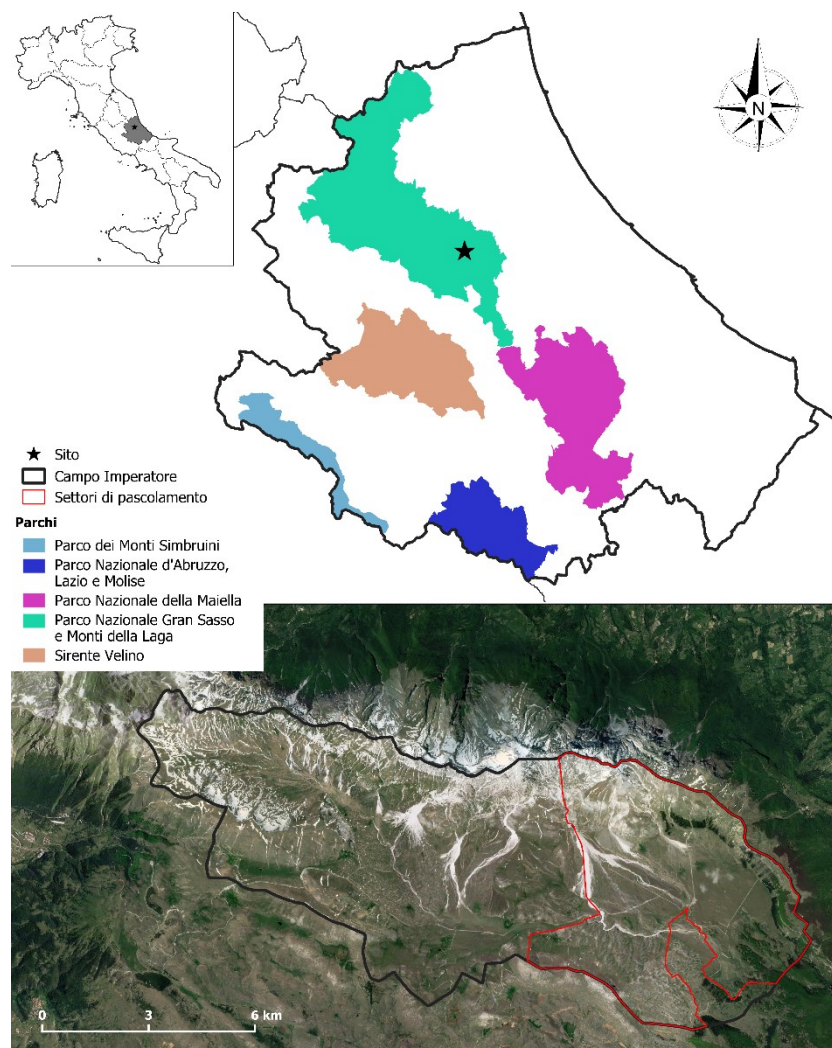 N
Sito
Campo Imperatore
Settori di pascolamento
Parchi
Parco dei Monti Simbruini
Parco Nazionale d'Abruzzo,
Lazio e Molise
Parco Nazionale della Maiella
Parco Nazionale Gran Sasso
e Monti della Laga
Sirente Velino
0 3 6 km